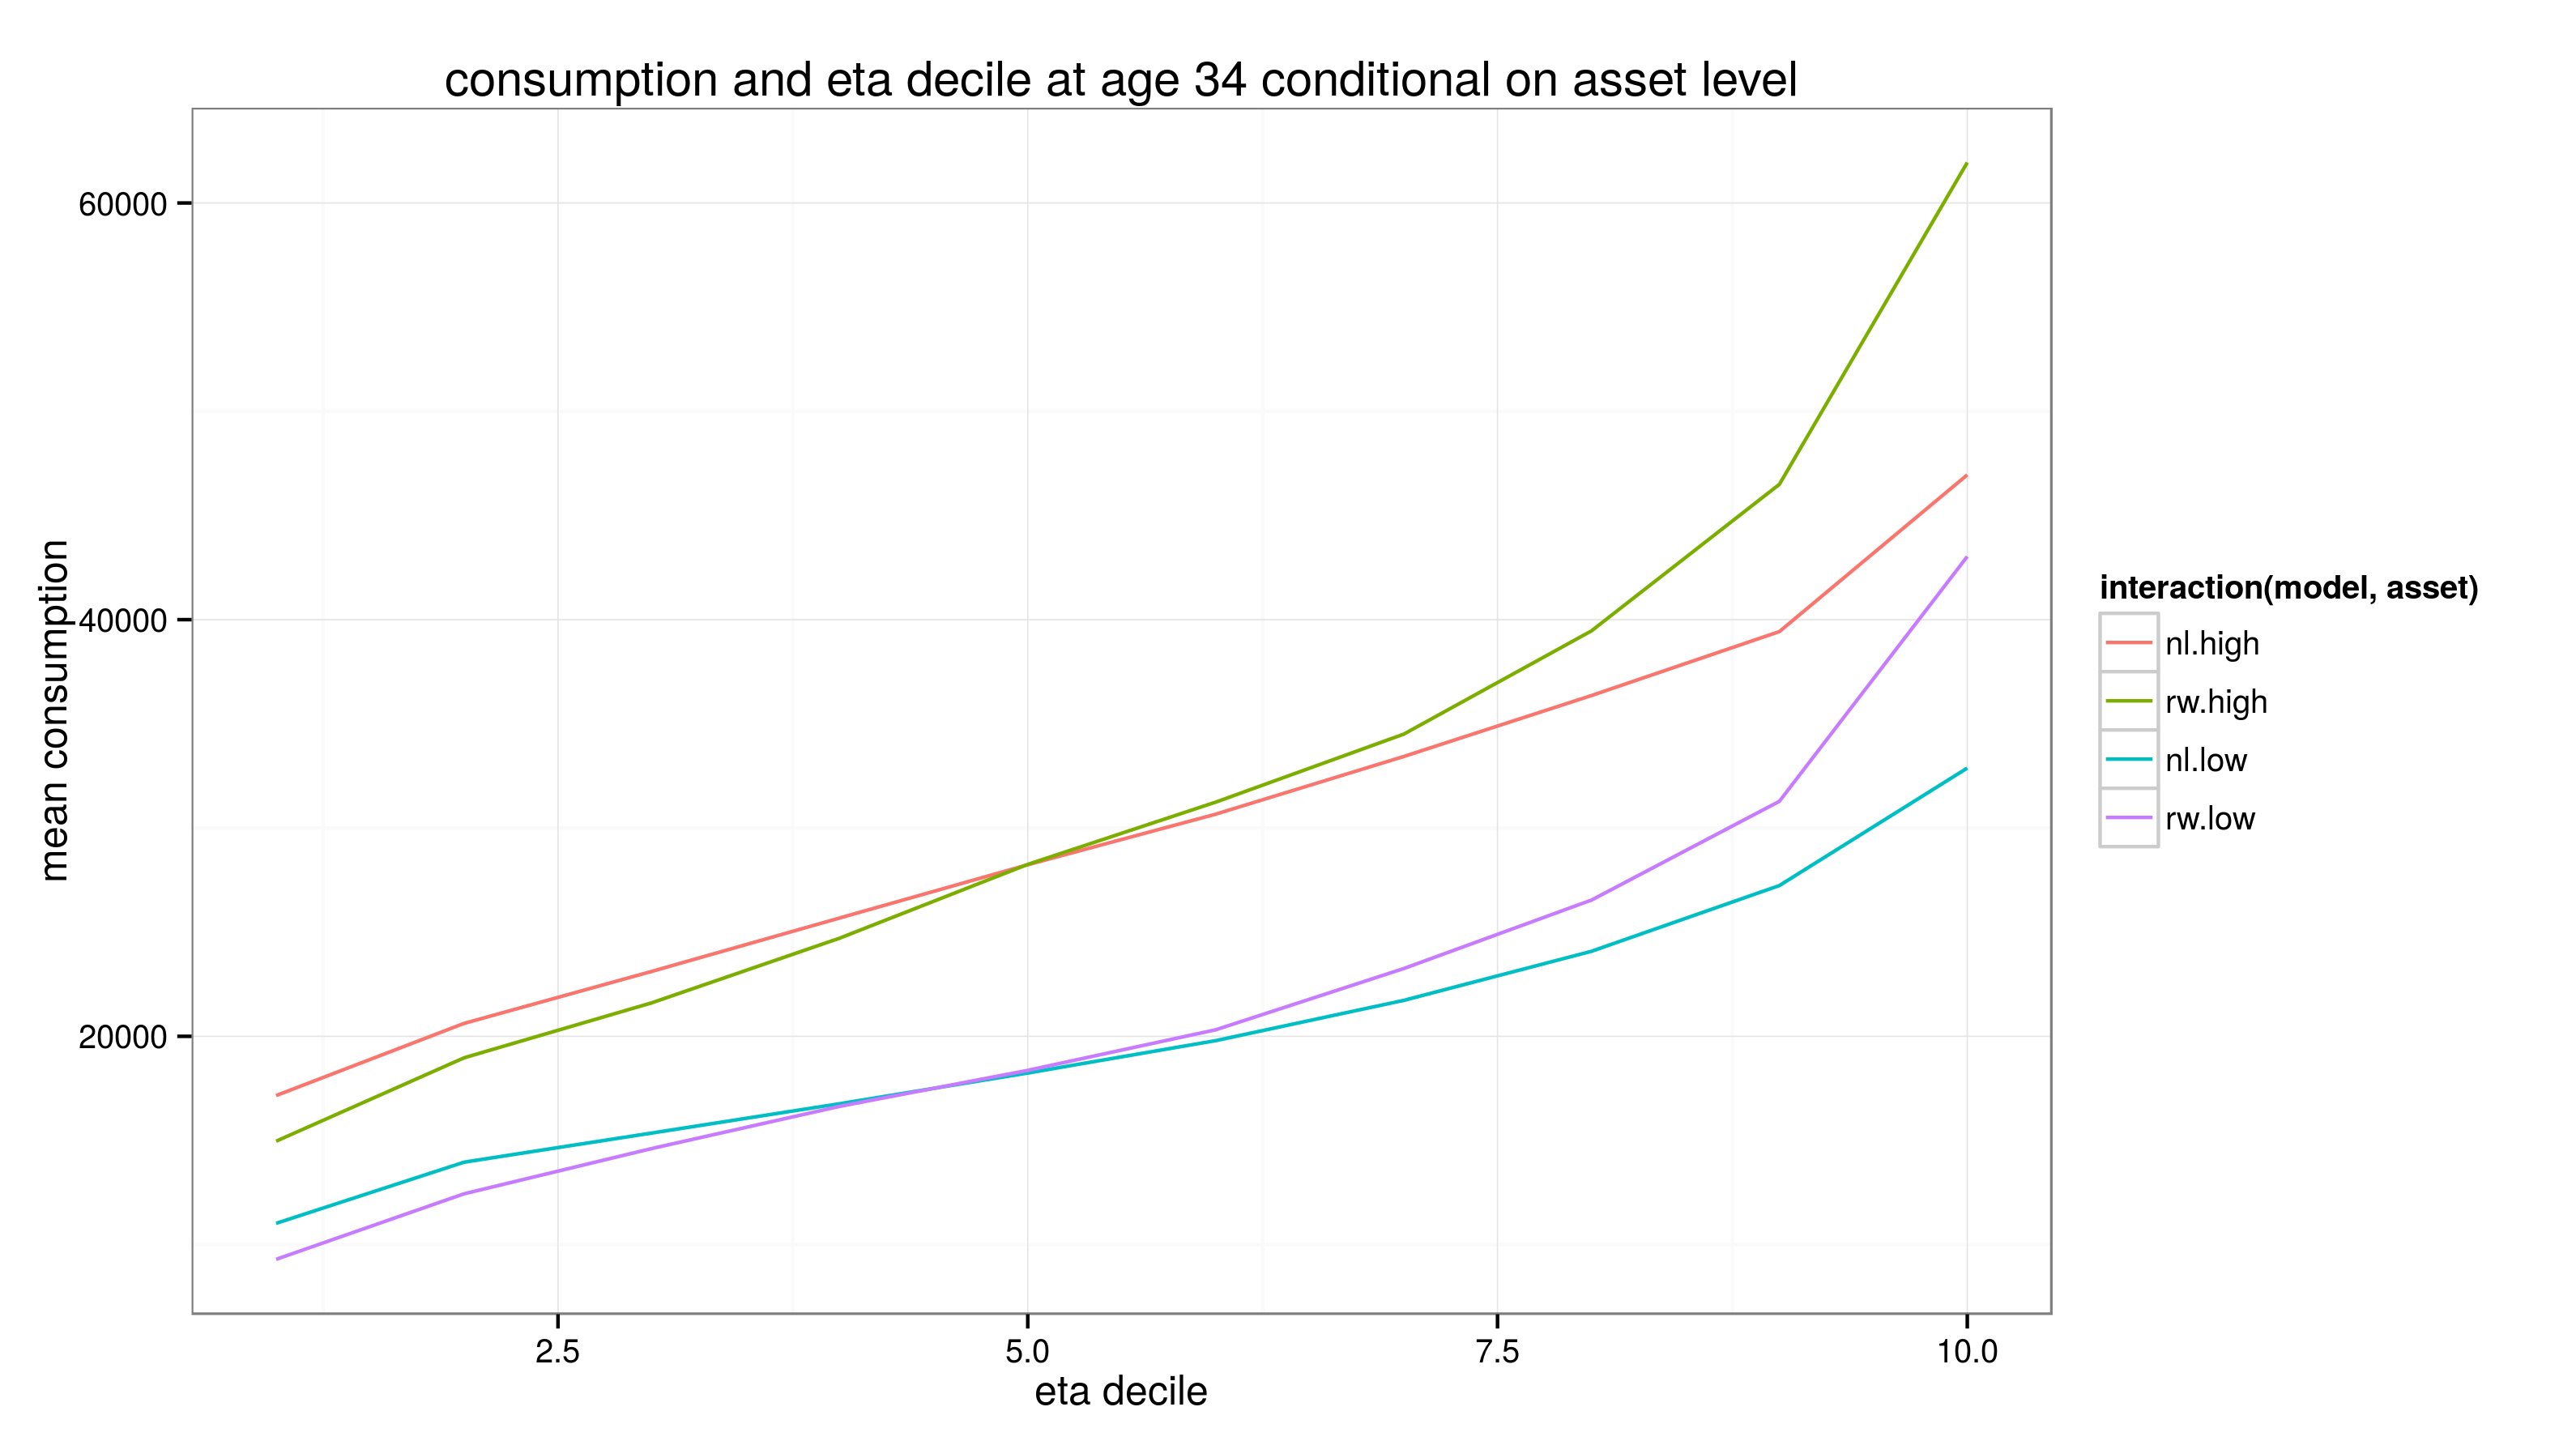 consumption and eta decile at age 34 conditional on asset level
mean consumption
60000
40000
20000
2.5
5.0
7.5
10.0
eta decile
interaction(model, asset)
nl.high
rw.high
nl.low
rw.low